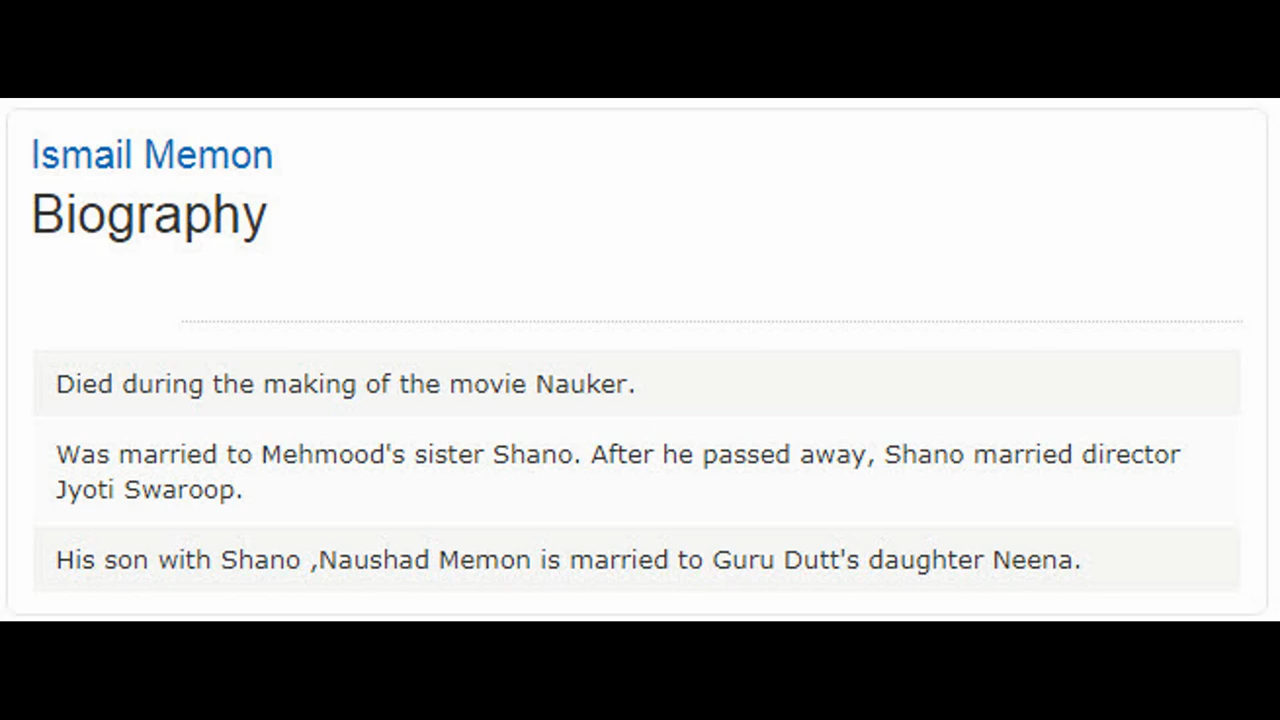 Ismail Memon
Biography
Died during the making of the movie Nauker.
Was married to Mehmood's sister Shano. After he passed away, Shano married director
Jyoti Swaroop.
His son with Shano ,Naushad Memon is married to Guru Dutt's daughter Neena.